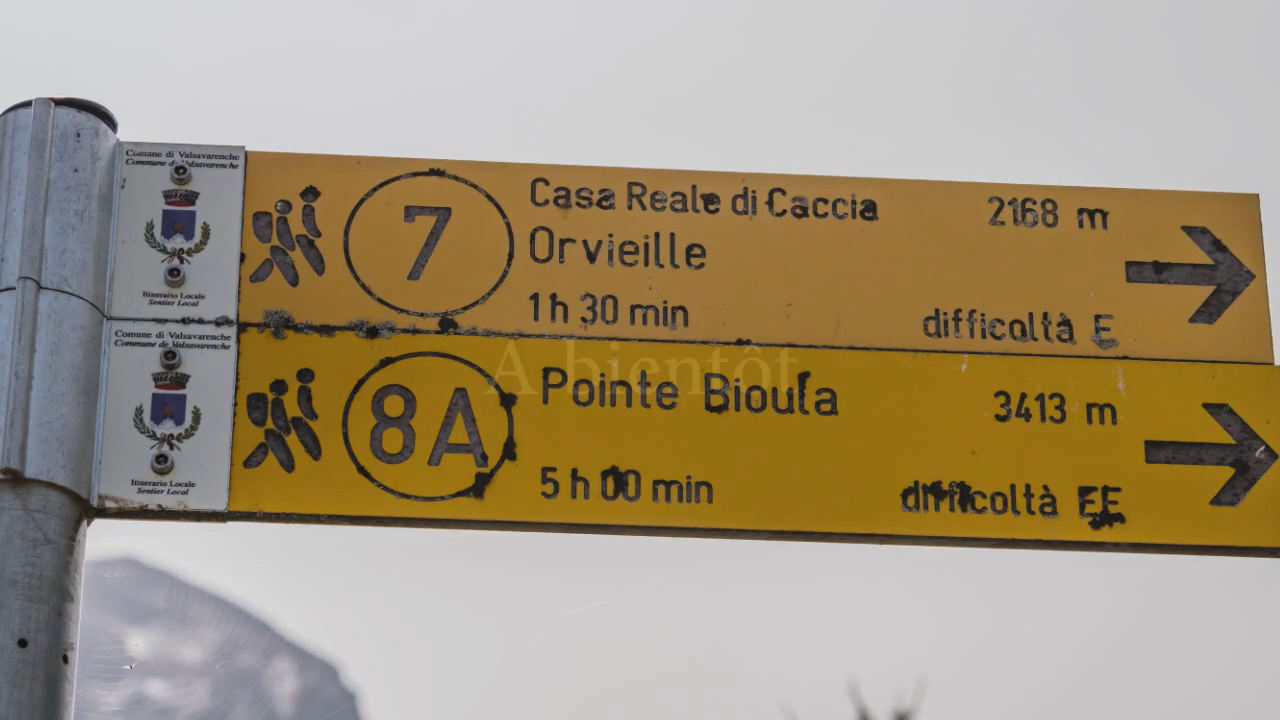 Comune di Valsavarenche
Commune de Valsavarenche
Itinerario Locale
Sentier Local
7
Casa Reale di Caccia 2168 m
Orvieille
1 h 30 min difficoltà E
Comune di Valsavarenche
Commune de Valsavarenche
Itinerario Locale
Sentier Local
8A
A bientôt
Pointe Bioula 3413 m
5 h 00 min difficoltà EE